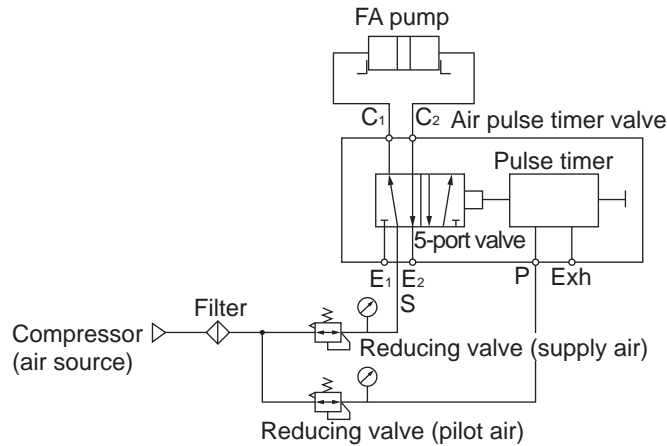 FA pump
C1
C2
Air pulse timer valve
Pulse timer
5-port valve
E1
E2
P
Exh
S
Filter
Compressor
(air source)
Reducing valve (supply air)
Reducing valve (pilot air)